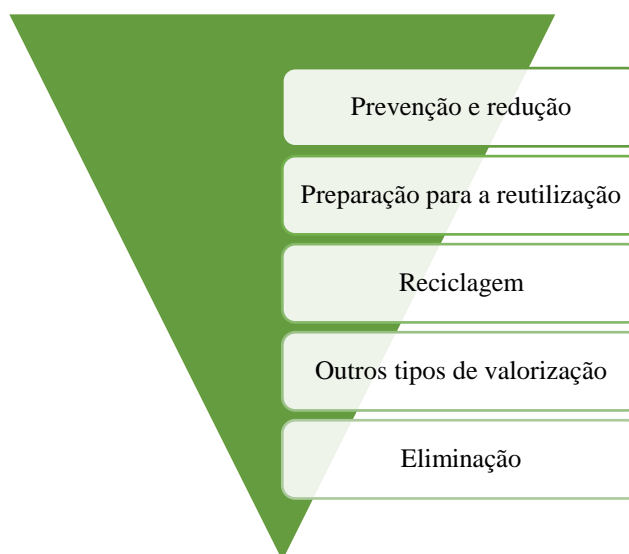 Prevenção e redução
Preparação para a reutilização
Reciclagem
Outros tipos de valorização
Eliminação